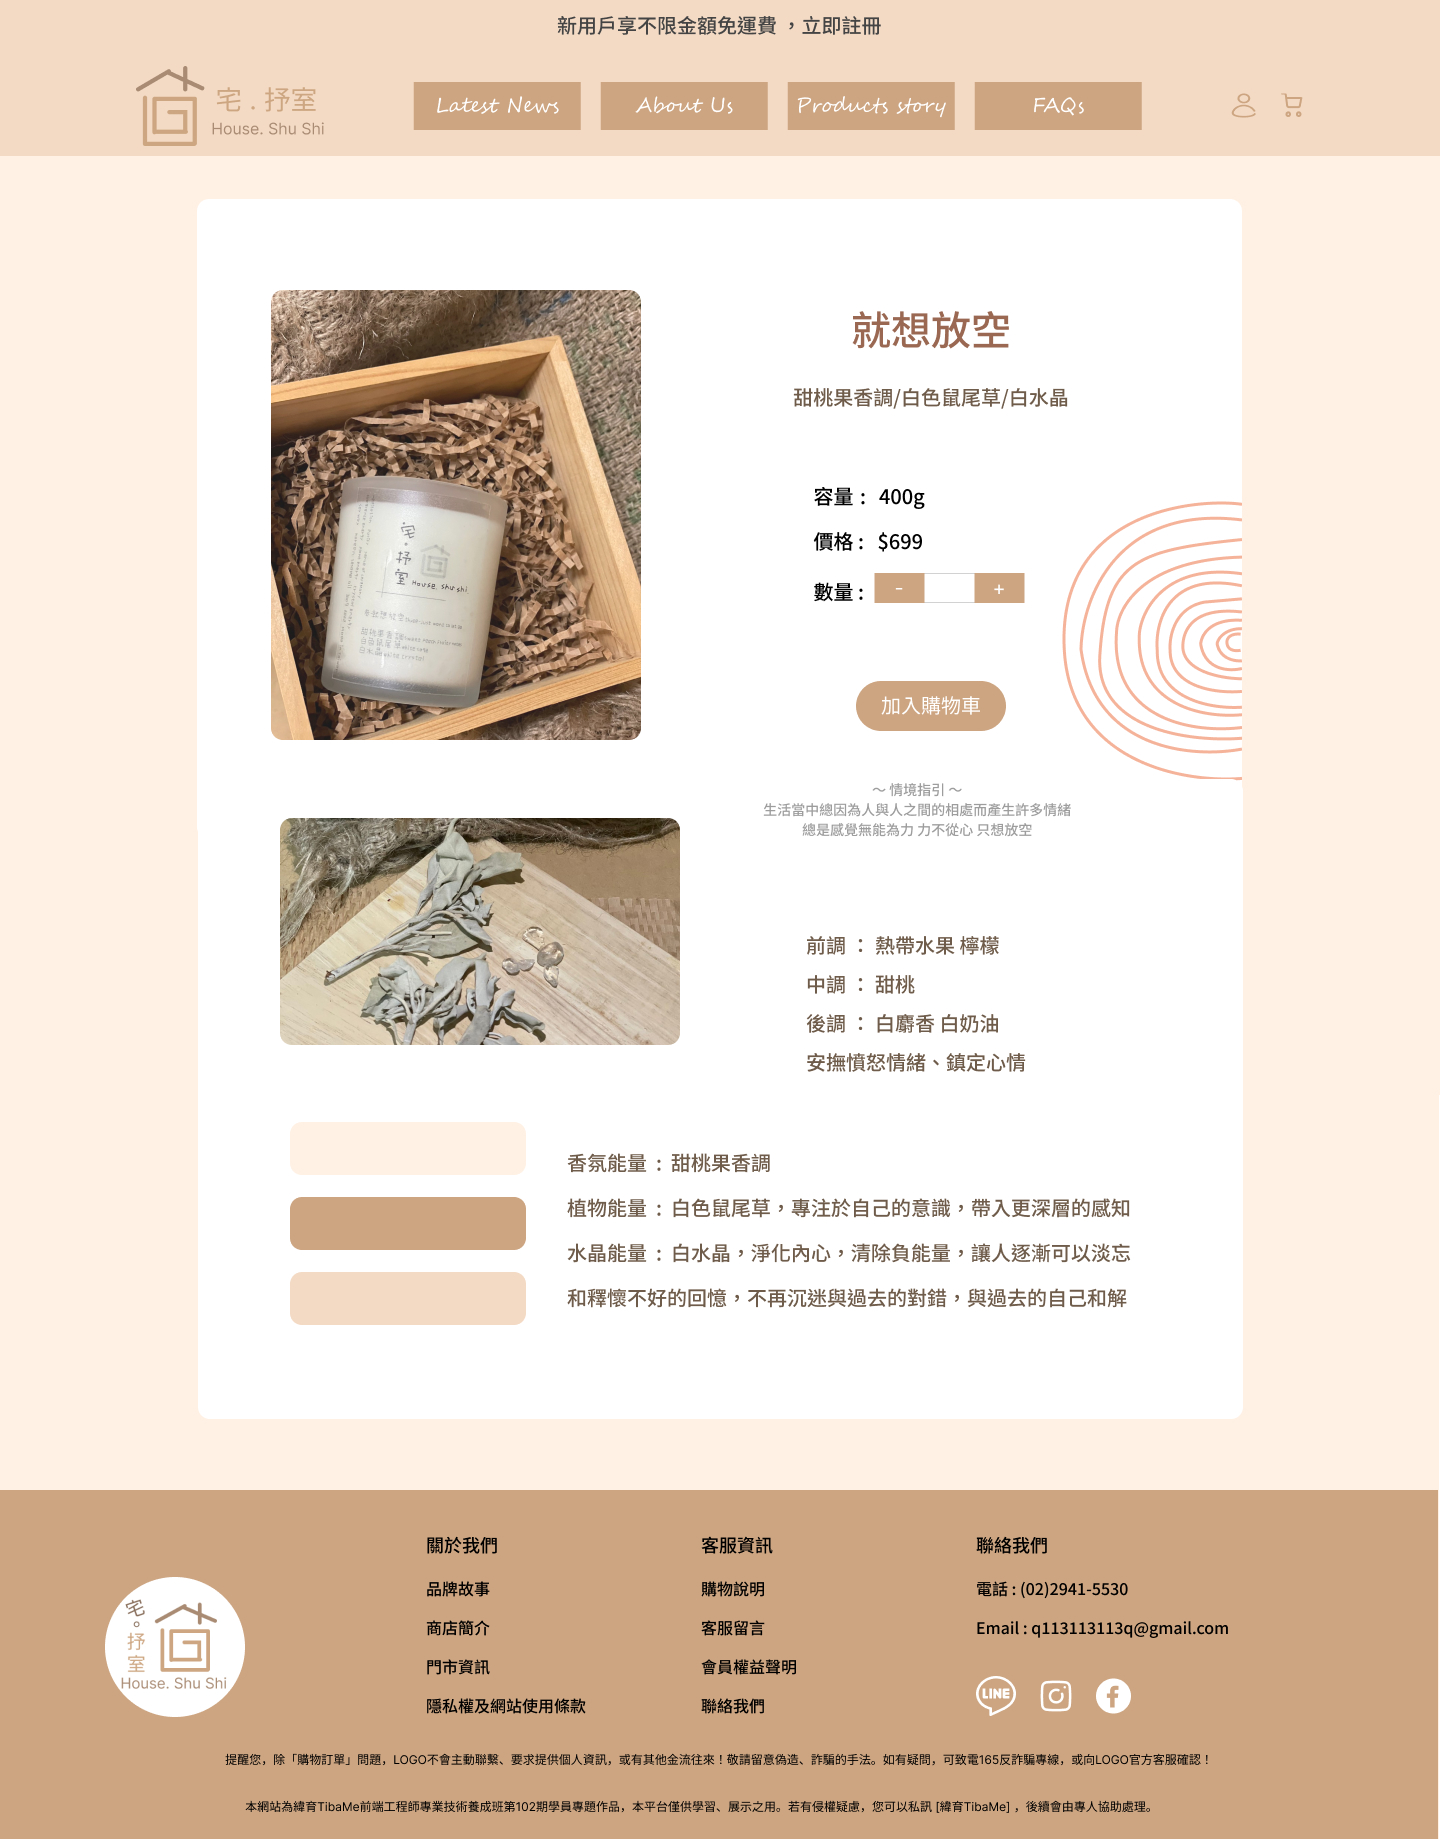 新用戶享不限金額免運費 ，立即註冊
宅 . 抒室
House. Shu Shi
Latest News
About Us
Products story
FAQs
就想放空
甜桃果香調/白色鼠尾草/白水晶
容量 : 400g
價格 : $699
數量 : - +
宅。抒室
House. Shu Shi
加入購物車
～ 情境指引 ～
生活當中總因為人與人之間的相處而產生許多情緒
總是感覺無能為力 力不從心 只想放空
前調 ： 熱帶水果 檸檬
中調 ： 甜桃
後調 ： 白麝香 白奶油
安撫憤怒情緒、鎮定心情
香氛能量 : 甜桃果香調
植物能量 : 白色鼠尾草，專注於自己的意識，帶入更深層的感知
水晶能量 : 白水晶，淨化內心，清除負能量，讓人逐漸可以淡忘
和釋懷不好的回憶，不再沉迷與過去的對錯，與過去的自己和解
宅。抒室
House. Shu Shi
關於我們
品牌故事
商店簡介
門市資訊
隱私權及網站使用條款
客服資訊
購物說明
客服留言
會員權益聲明
聯絡我們
聯絡我們
電話 : (02)2941-5530
Email : q113113113q@gmail.com
LINE
提醒您，除「購物訂單」問題，LOGO不會主動聯繫、要求提供個人資訊，或有其他金流往來！敬請留意偽造、詐騙的手法。如有疑問，可致電165反詐騙專線，或向LOGO官方客服確認！
本網站為緯育TibaMe前端工程師專業技術養成班第102期學員專題作品，本平台僅供學習、展示之用。若有侵權疑慮，您可以私訊 [緯育TibaMe] ，後續會由專人協助處理。